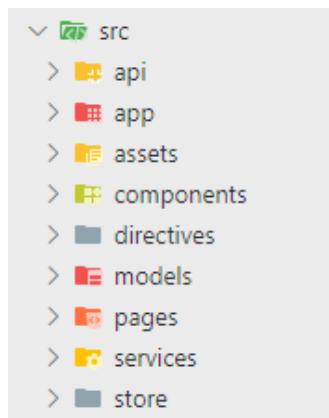 src
api
app
assets
components
directives
models
pages
services
store